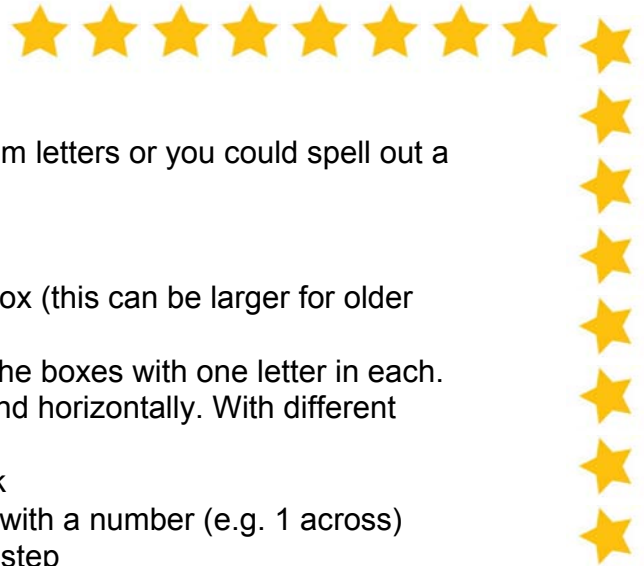 m letters or you could spell out a
ox (this can be larger for older
he boxes with one letter in each.
nd horizontally. With different
with a number (e.g. 1 across)
step